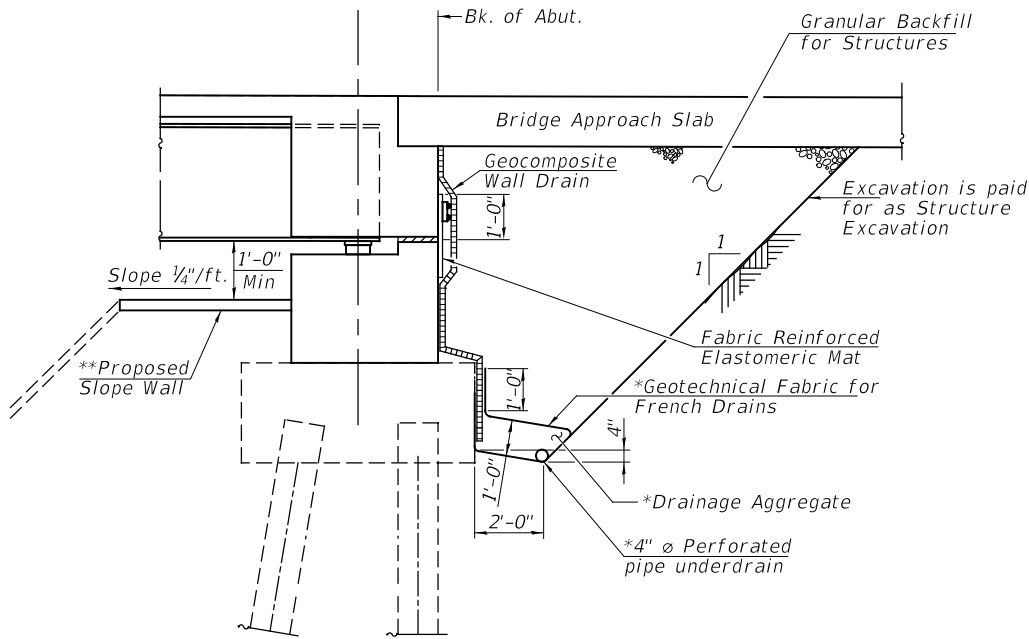 Bk. of Abut.
Granular Backfill
for Structures
Bridge Approach Slab
Geocomposite
Wall Drain
1'-0"
Excavation is paid
for as Structure
Excavation
1
1
1'-0"
Min
Slope ¼"/ft.
**Proposed
Slope Wall
Fabric Reinforced
Elastomeric Mat
*Geotechnical Fabric for
French Drains
1'-0"
4"
1'-0"
2'-0"
*Drainage Aggregate
*4" ⌀ Perforated
pipe underdrain